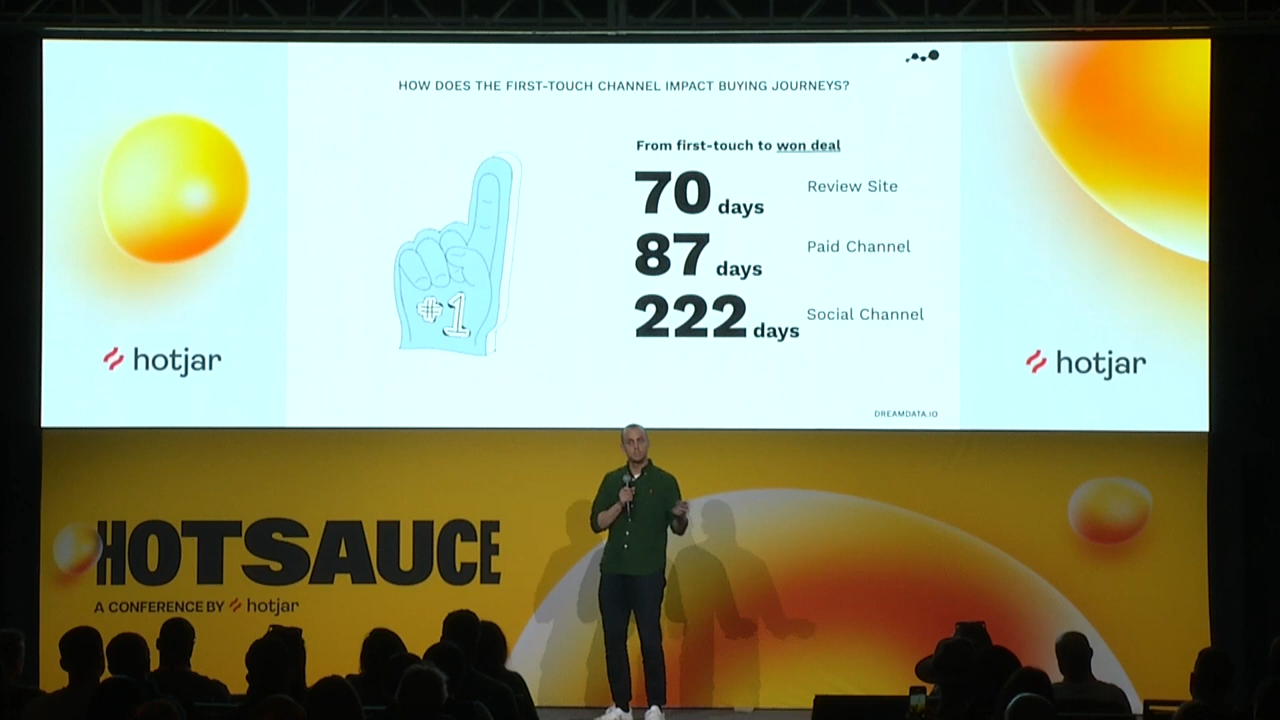 HOW DOES THE FIRST-TOUCH CHANNEL IMPACT BUYING JOURNEYS?
From first-touch to won deal
70 days Review Site
87 days Paid Channel
222 days Social Channel
#1
hotjar
hotjar
DREAMDATA.IO
HOTSAUCE
A CONFERENCE BY hotjar